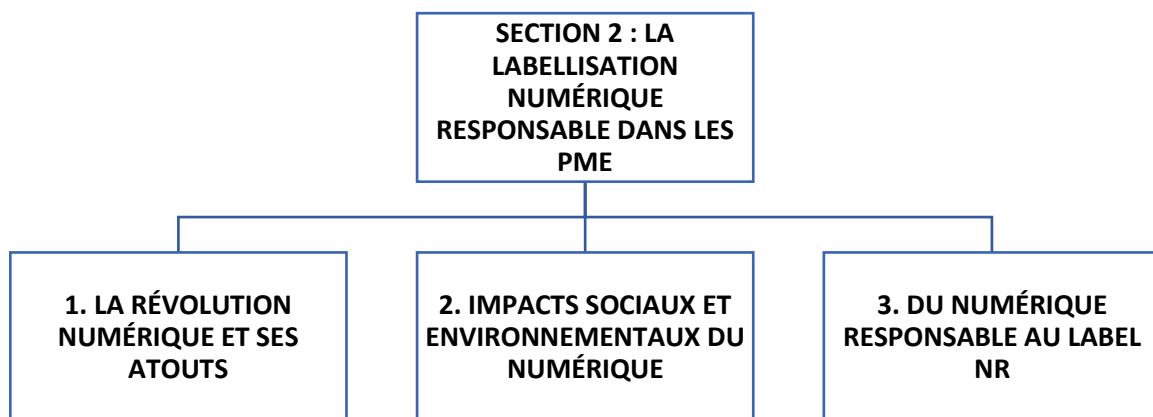 SECTION 2 : LA
LABELLISATION
NUMÉRIQUE
RESPONSABLE DANS LES
PME
1. LA RÉVOLUTION
NUMÉRIQUE ET SES
ATOUTS
2. IMPACTS SOCIAUX ET
ENVIRONNEMENTAUX DU
NUMÉRIQUE
3. DU NUMÉRIQUE
RESPONSABLE AU LABEL
NR